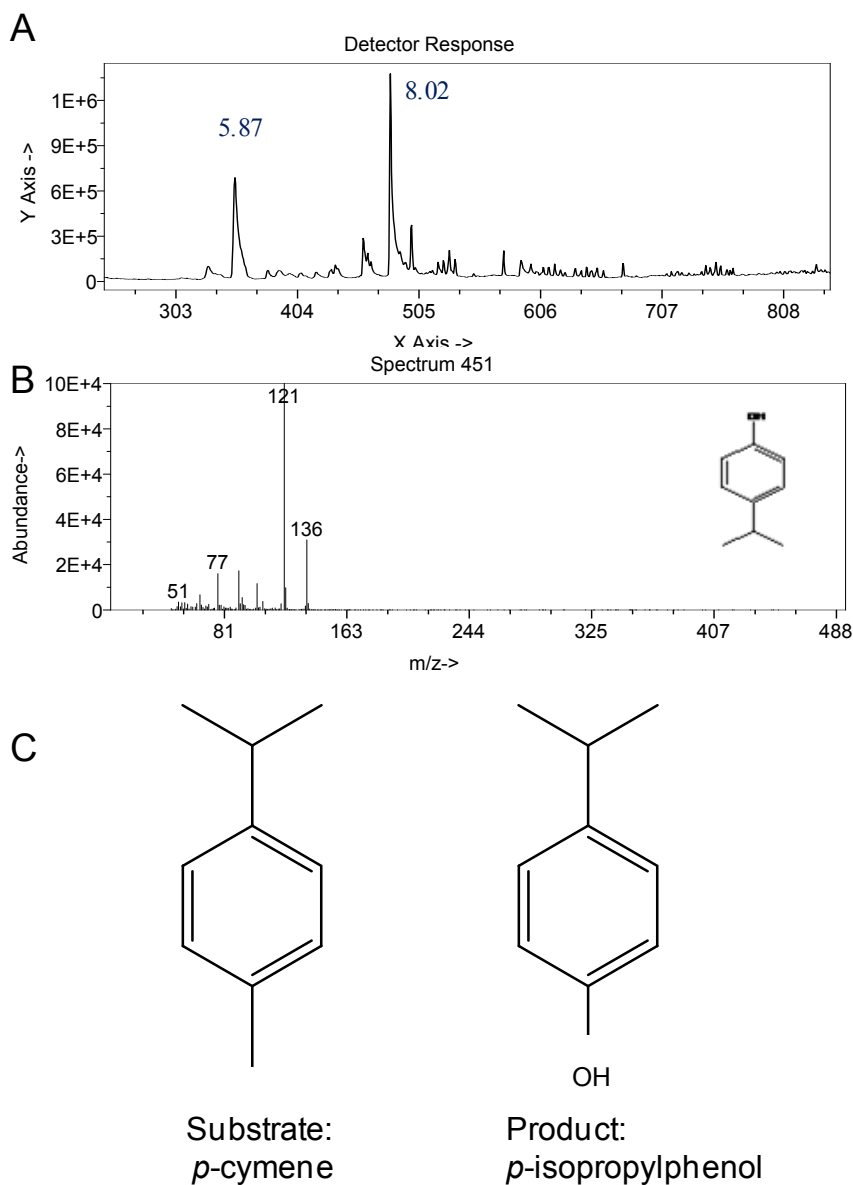 A
Detector Response
1E+6
9E+5
6E+5
3E+5
0
Y Axis ->
5.87
8.02
303 404 505 606 707 808
X Axis ->
B
Spectrum 451
10E+4
8E+4
6E+4
4E+4
2E+4
0
Abundance->
121
136
77
51
OH
81 163 244 325 407 488
m/z->
C
OH
Substrate: Product:
p-cymene p-isopropylphenol